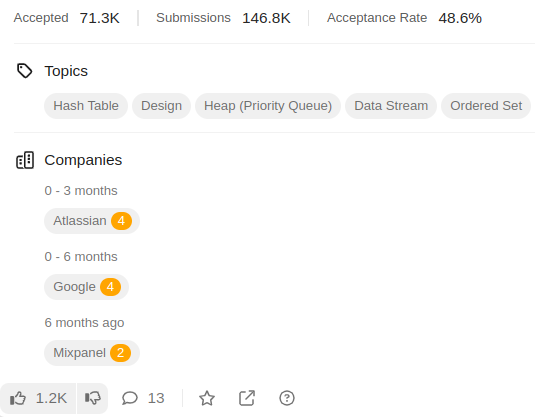 Accepted 71.3K Submissions 146.8K Acceptance Rate 48.6%
Topics
Hash Table Design Heap (Priority Queue) Data Stream Ordered Set
Companies
0 - 3 months
Atlassian 4
0 - 6 months
Google 4
6 months ago
Mixpanel 2
1.2K 13